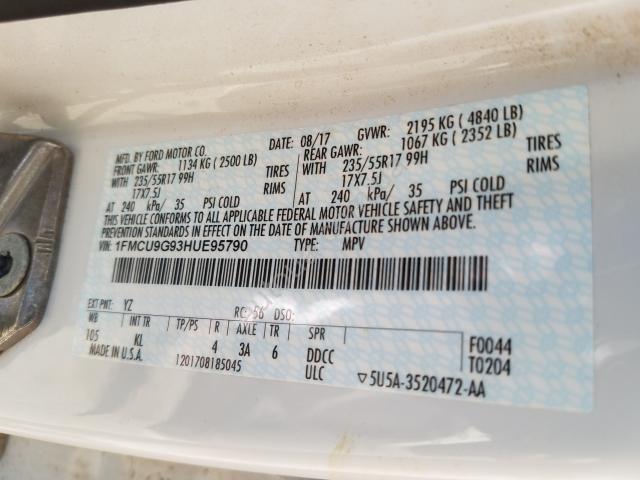 MFD. BY FORD MOTOR CO. DATE: 08/17 GVWR: 2195 KG ( 4840 LB)
FRONT GAWR: 1134 KG ( 2500 LB) REAR GAWR: 1067 KG ( 2352 LB)
WITH 235/55R17 99H TIRES WITH 235/55R17 99H TIRES
17X7.5J RIMS 17X7.5J RIMS
AT 240 kPa/ 35 PSI COLD AT 240 kPa/ 35 PSI COLD
THIS VEHICLE CONFORMS TO ALL APPLICABLE FEDERAL MOTOR VEHICLE SAFETY AND THEFT
PREVENTION STANDARDS IN EFFECT ON THE DATE OF MANUFACTURE SHOWN ABOVE.
VIN: 1FMCU9G93HUE95790 TYPE: MPV
EXT PNT: YZ RC: 56 DSO:
WB INT TR TP/PS R AXLE TR SPR F0044
105 KL 4 3A 6 DDCC T0204
MADE IN U.S.A. 1201708185045 ULC ▽5U5A-3520472-AA